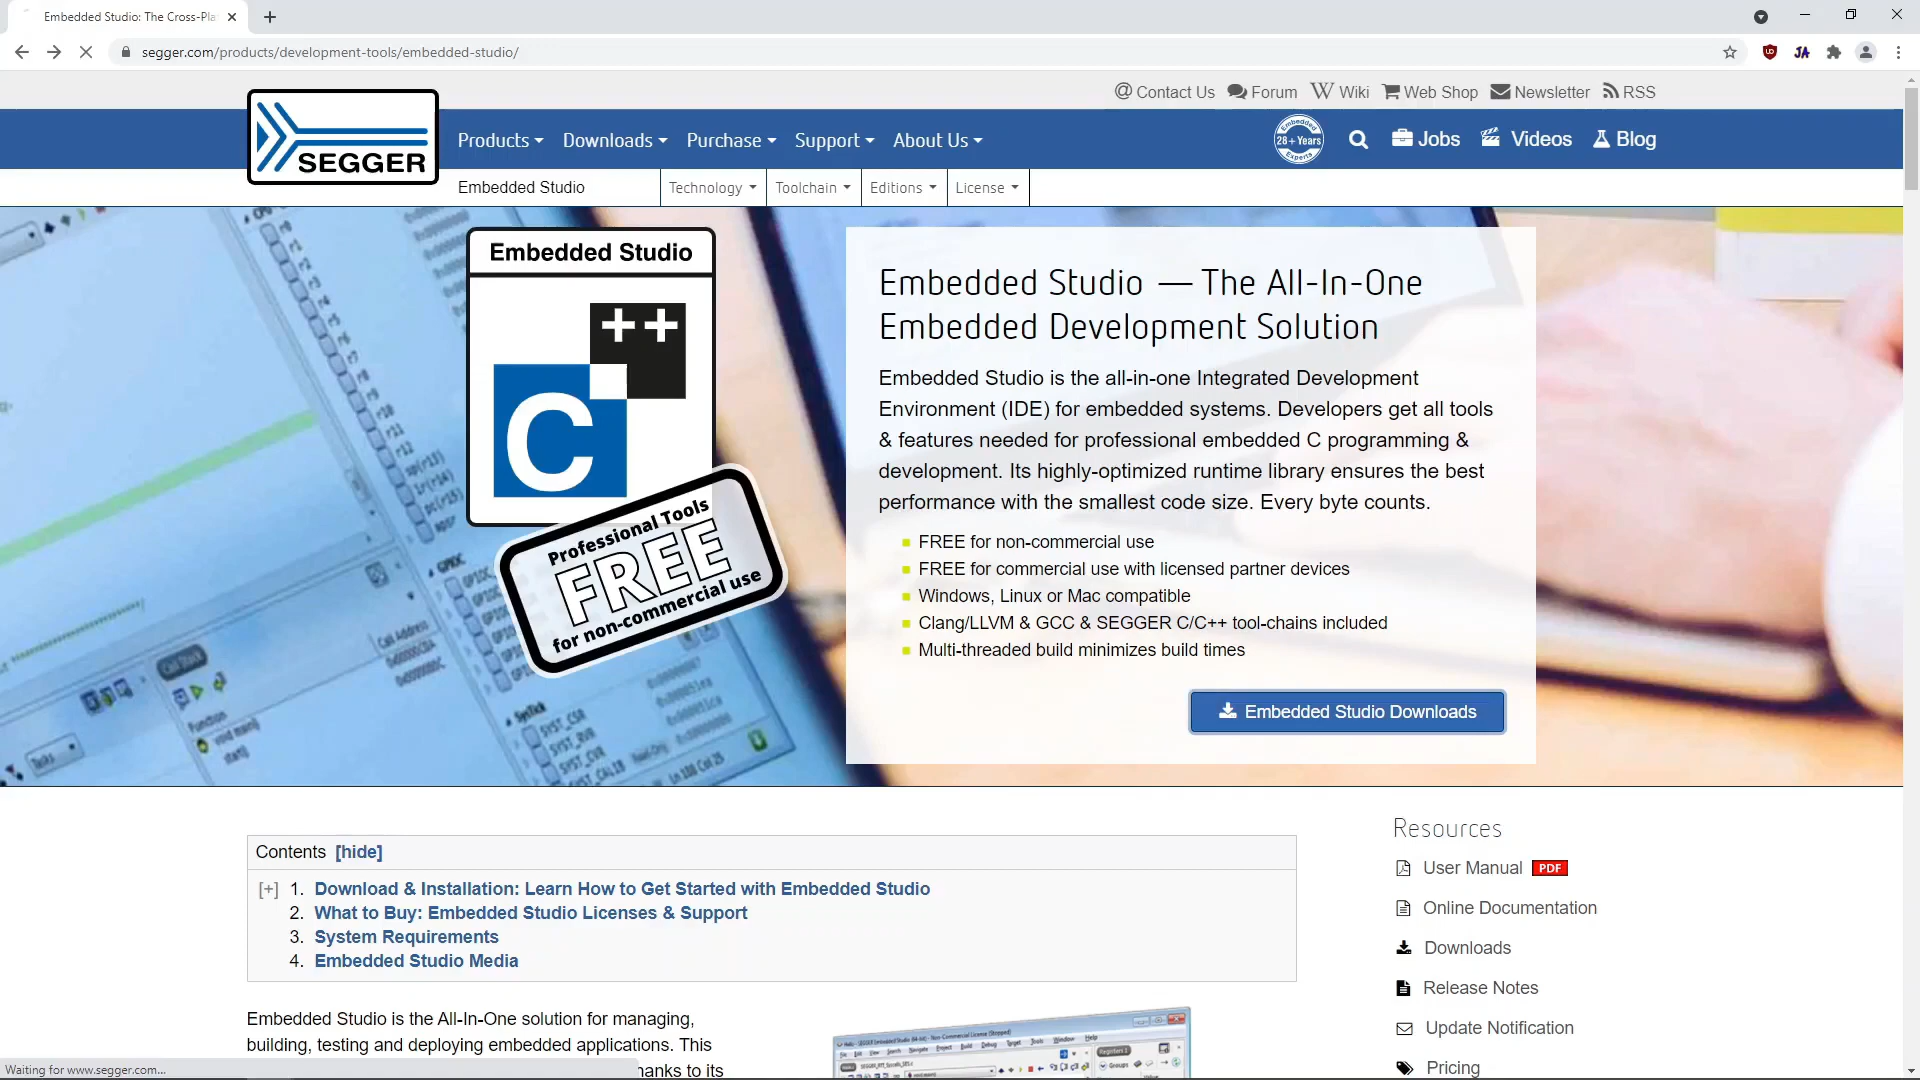 Embedded Studio: The Cross-Pla
segger.com/products/development-tools/embedded-studio/
Contact Us Forum Wiki Web Shop Newsletter RSS
SEGGER
Products Downloads Purchase Support About Us
Embedded 28+Years Experts
Jobs Videos Blog
Embedded Studio Technology Toolchain Editions License
Embedded Studio
++
C
Professional Tools
FREE
for non-commercial use
Embedded Studio — The All-In-One
Embedded Development Solution
Embedded Studio is the all-in-one Integrated Development
Environment (IDE) for embedded systems. Developers get all tools
& features needed for professional embedded C programming &
development. Its highly-optimized runtime library ensures the best
performance with the smallest code size. Every byte counts.
FREE for non-commercial use
FREE for commercial use with licensed partner devices
Windows, Linux or Mac compatible
Clang/LLVM & GCC & SEGGER C/C++ tool-chains included
Multi-threaded build minimizes build times
Embedded Studio Downloads
Contents [hide]
[+] 1. Download & Installation: Learn How to Get Started with Embedded Studio
2. What to Buy: Embedded Studio Licenses & Support
3. System Requirements
4. Embedded Studio Media
Embedded Studio is the All-In-One solution for managing,
building, testing and deploying embedded applications. This
hanks to its
Resources
User Manual PDF
Online Documentation
Downloads
Release Notes
Update Notification
Pricing
Waiting for www.segger.com...